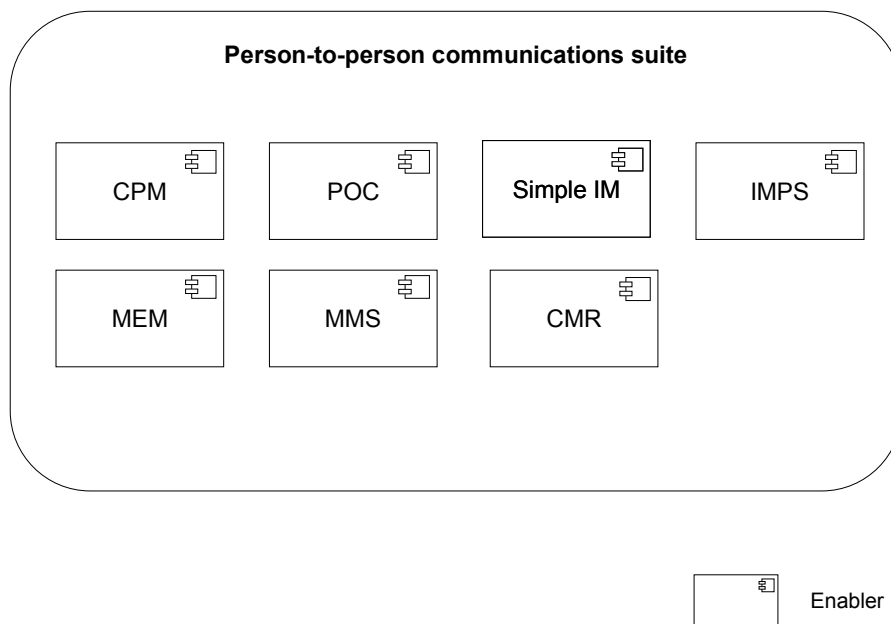 Person-to-person communications suite
CPM
POC
Simple IM
IMPS
MEM
MMS
CMR
Enabler